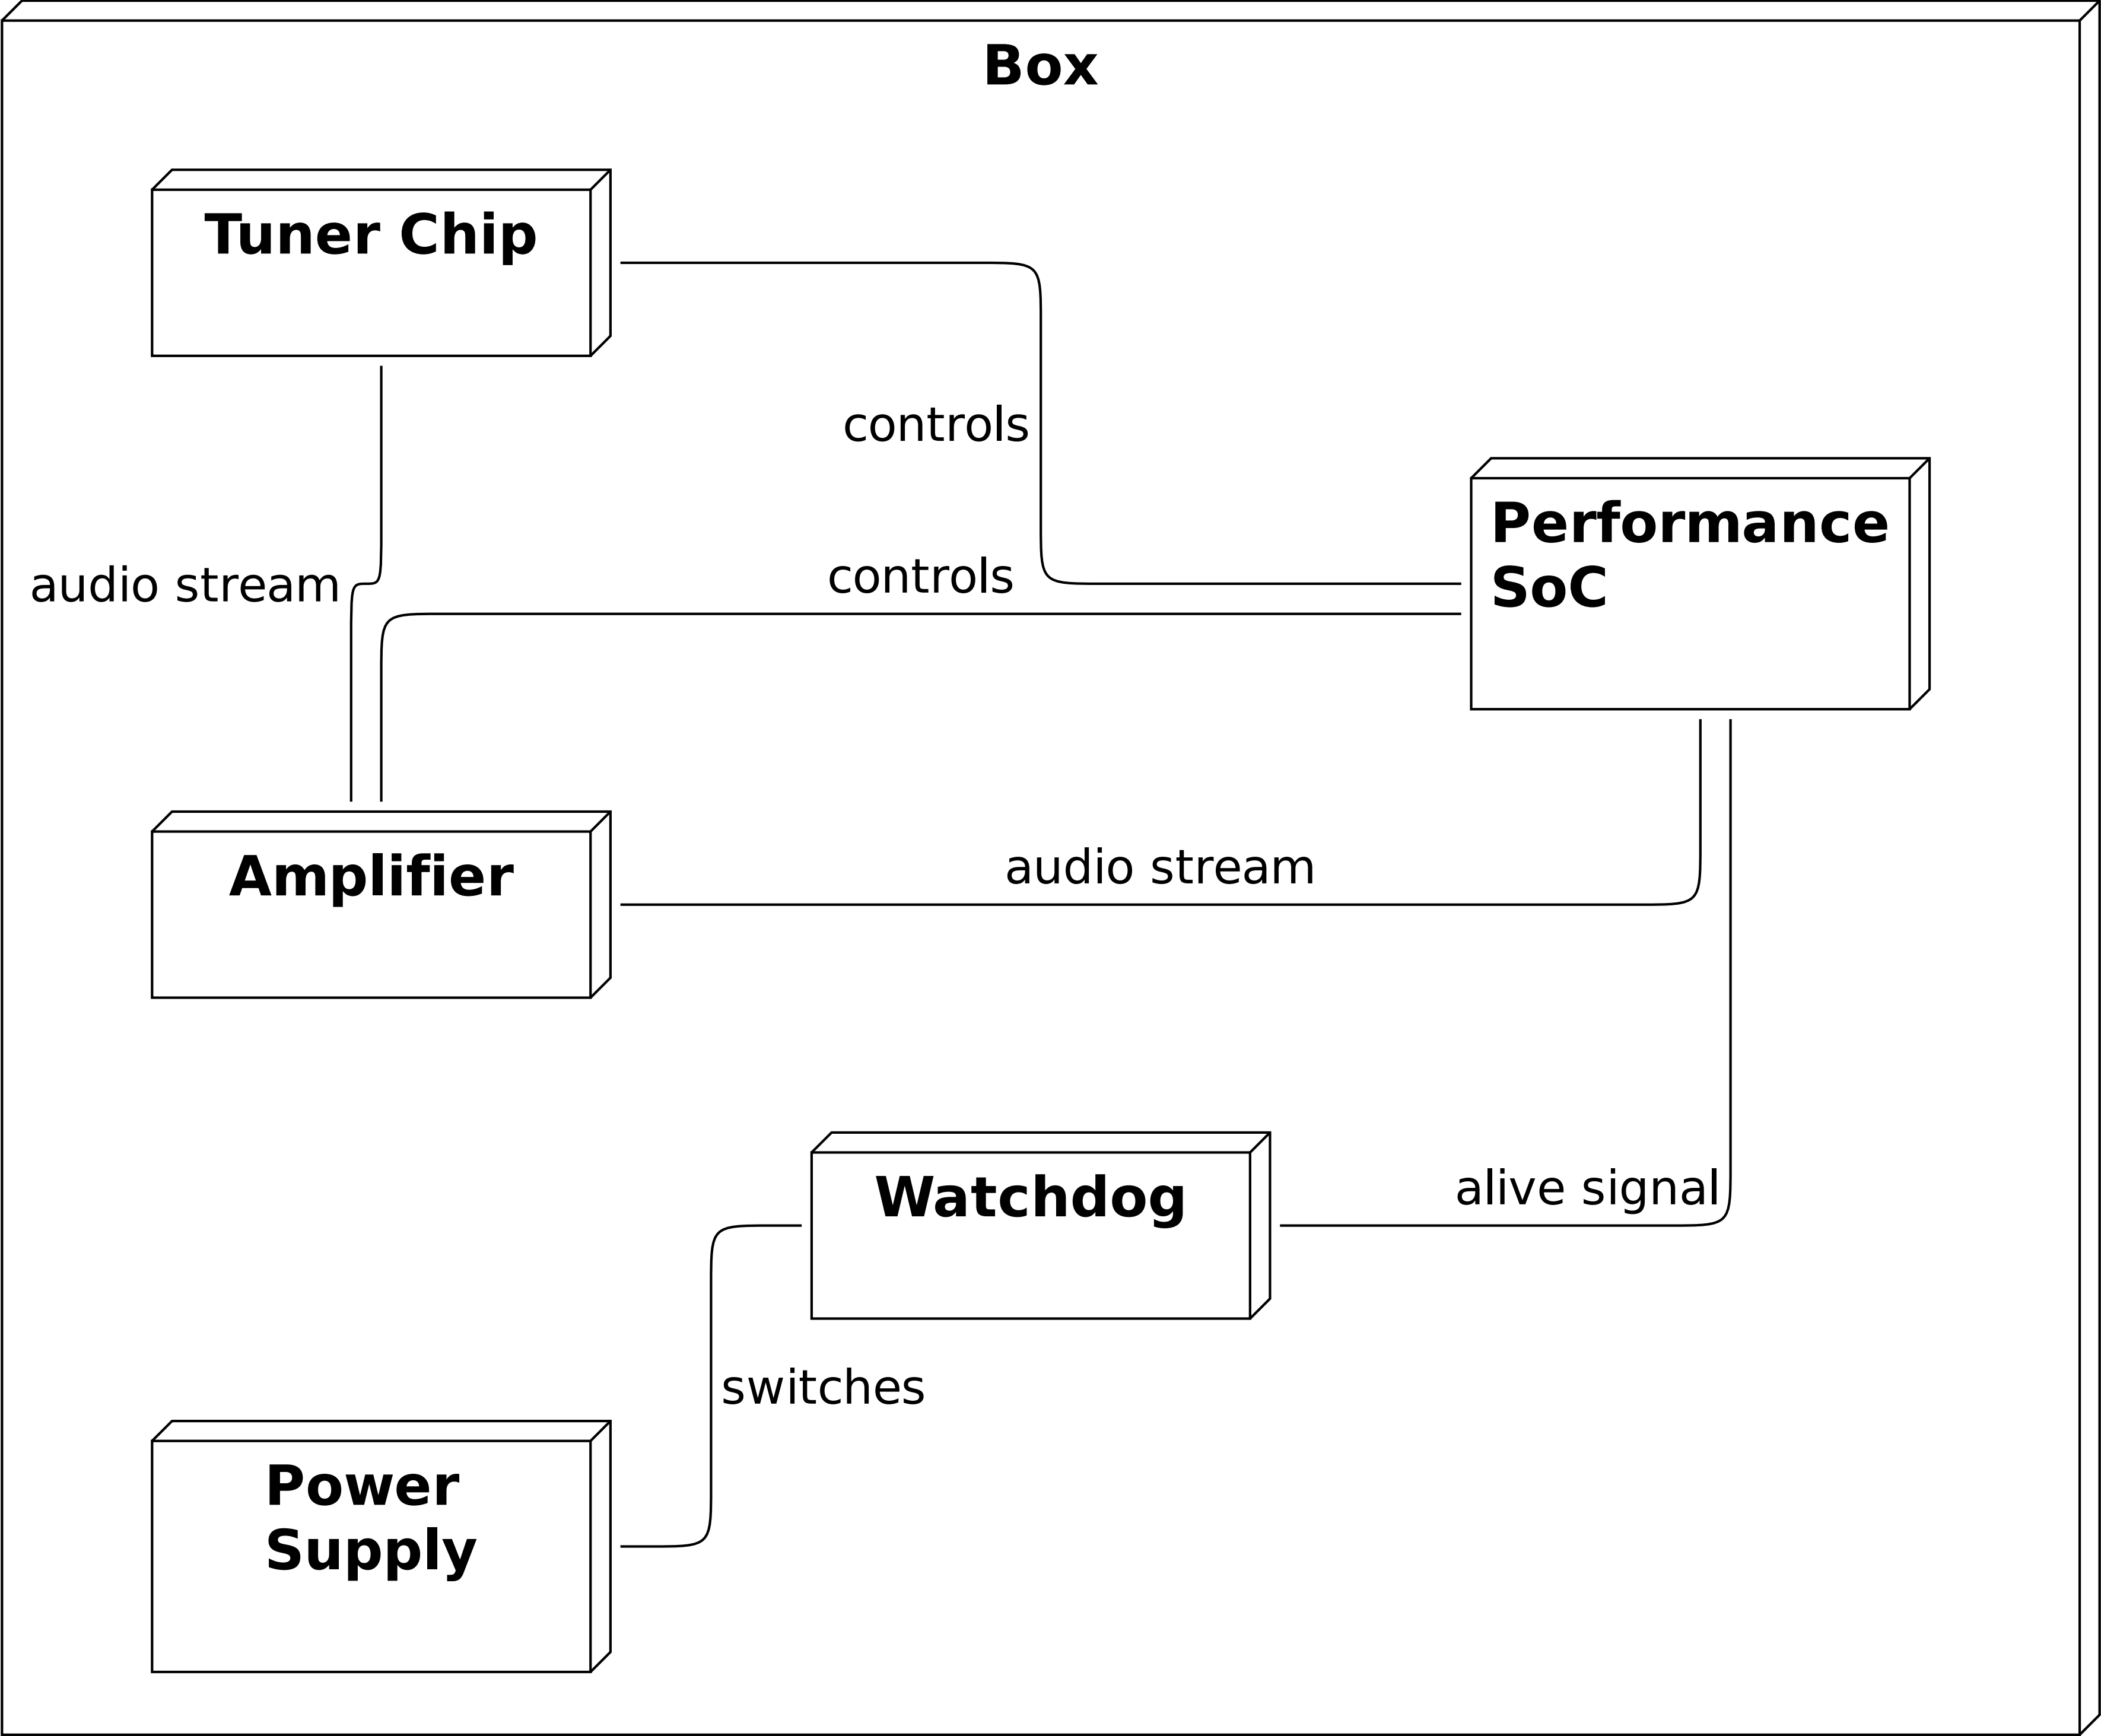 Box
Tuner Chip
controls
Performance
SoC
audio stream
controls
Amplifier
audio stream
Watchdog
alive signal
switches
Power
Supply